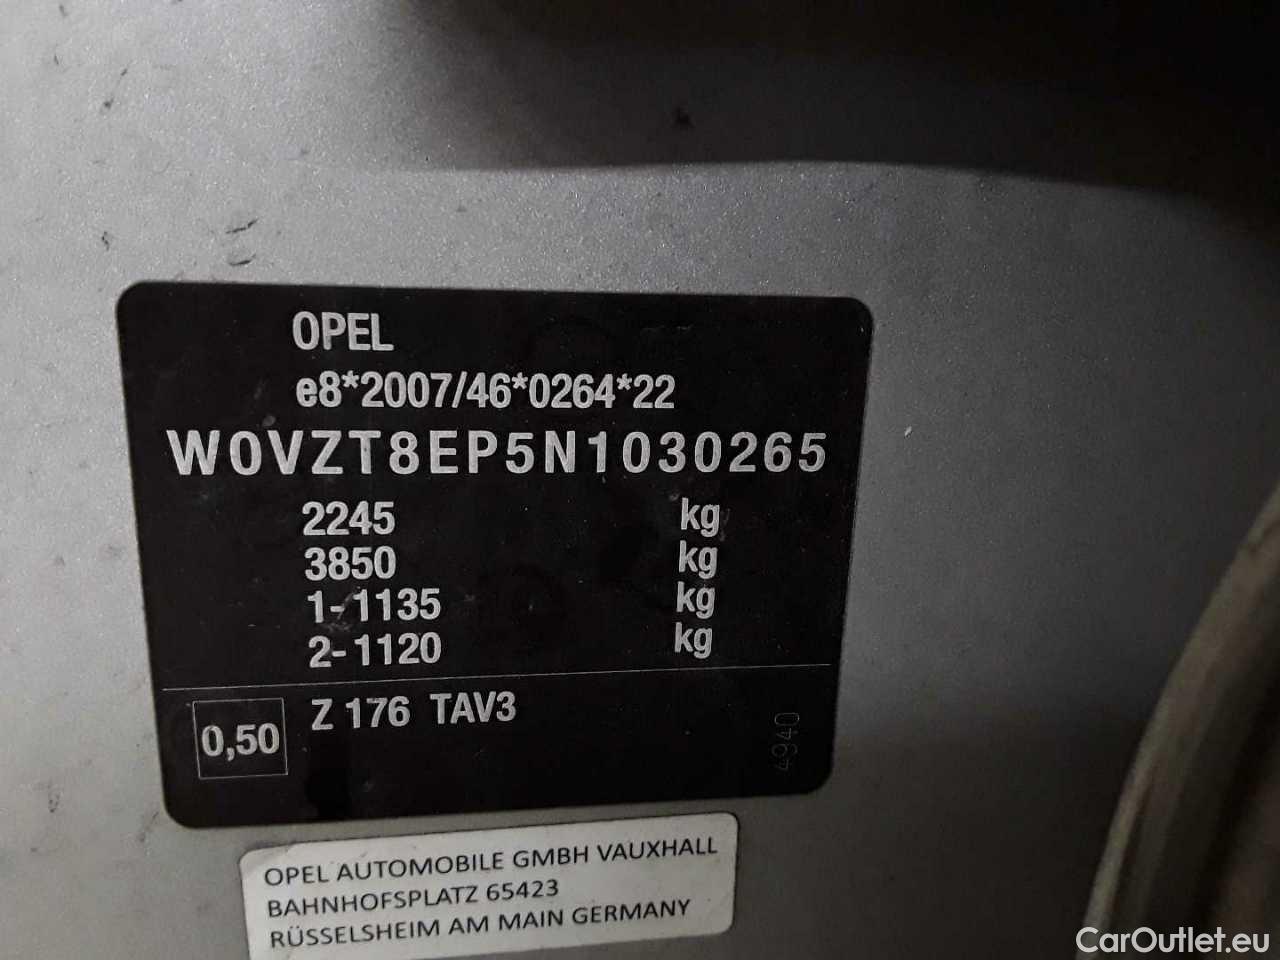 OPEL
e8*2007/46*0264*22
W0VZT8EP5N1030265
2245 kg
3850 kg
1-1135 kg
2-1120 kg
0,50 Z 176 TAV3
4940
OPEL AUTOMOBILE GMBH VAUXHALL
BAHNHOFSPLATZ 65423
RÜSSELSHEIM AM MAIN GERMANY
CarOutlet.eu